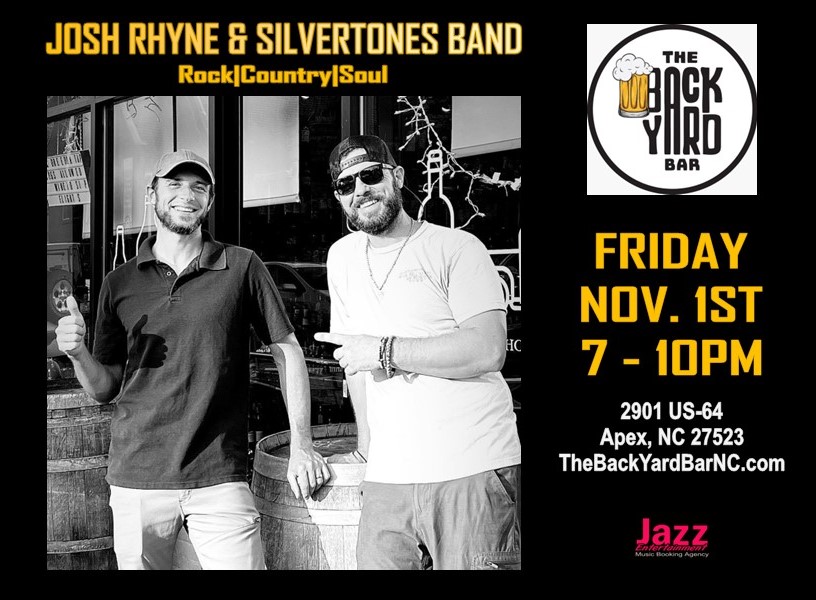 JOSH RHYNE & SILVERTONES BAND
Rock|Country|Soul
THE
BACK
YARD
BAR
FRIDAY
NOV. 1ST
7 - 10PM
2901 US-64
Apex, NC 27523
TheBackYardBarNC.com
Jazz
Entertainment
Music Booking Agency